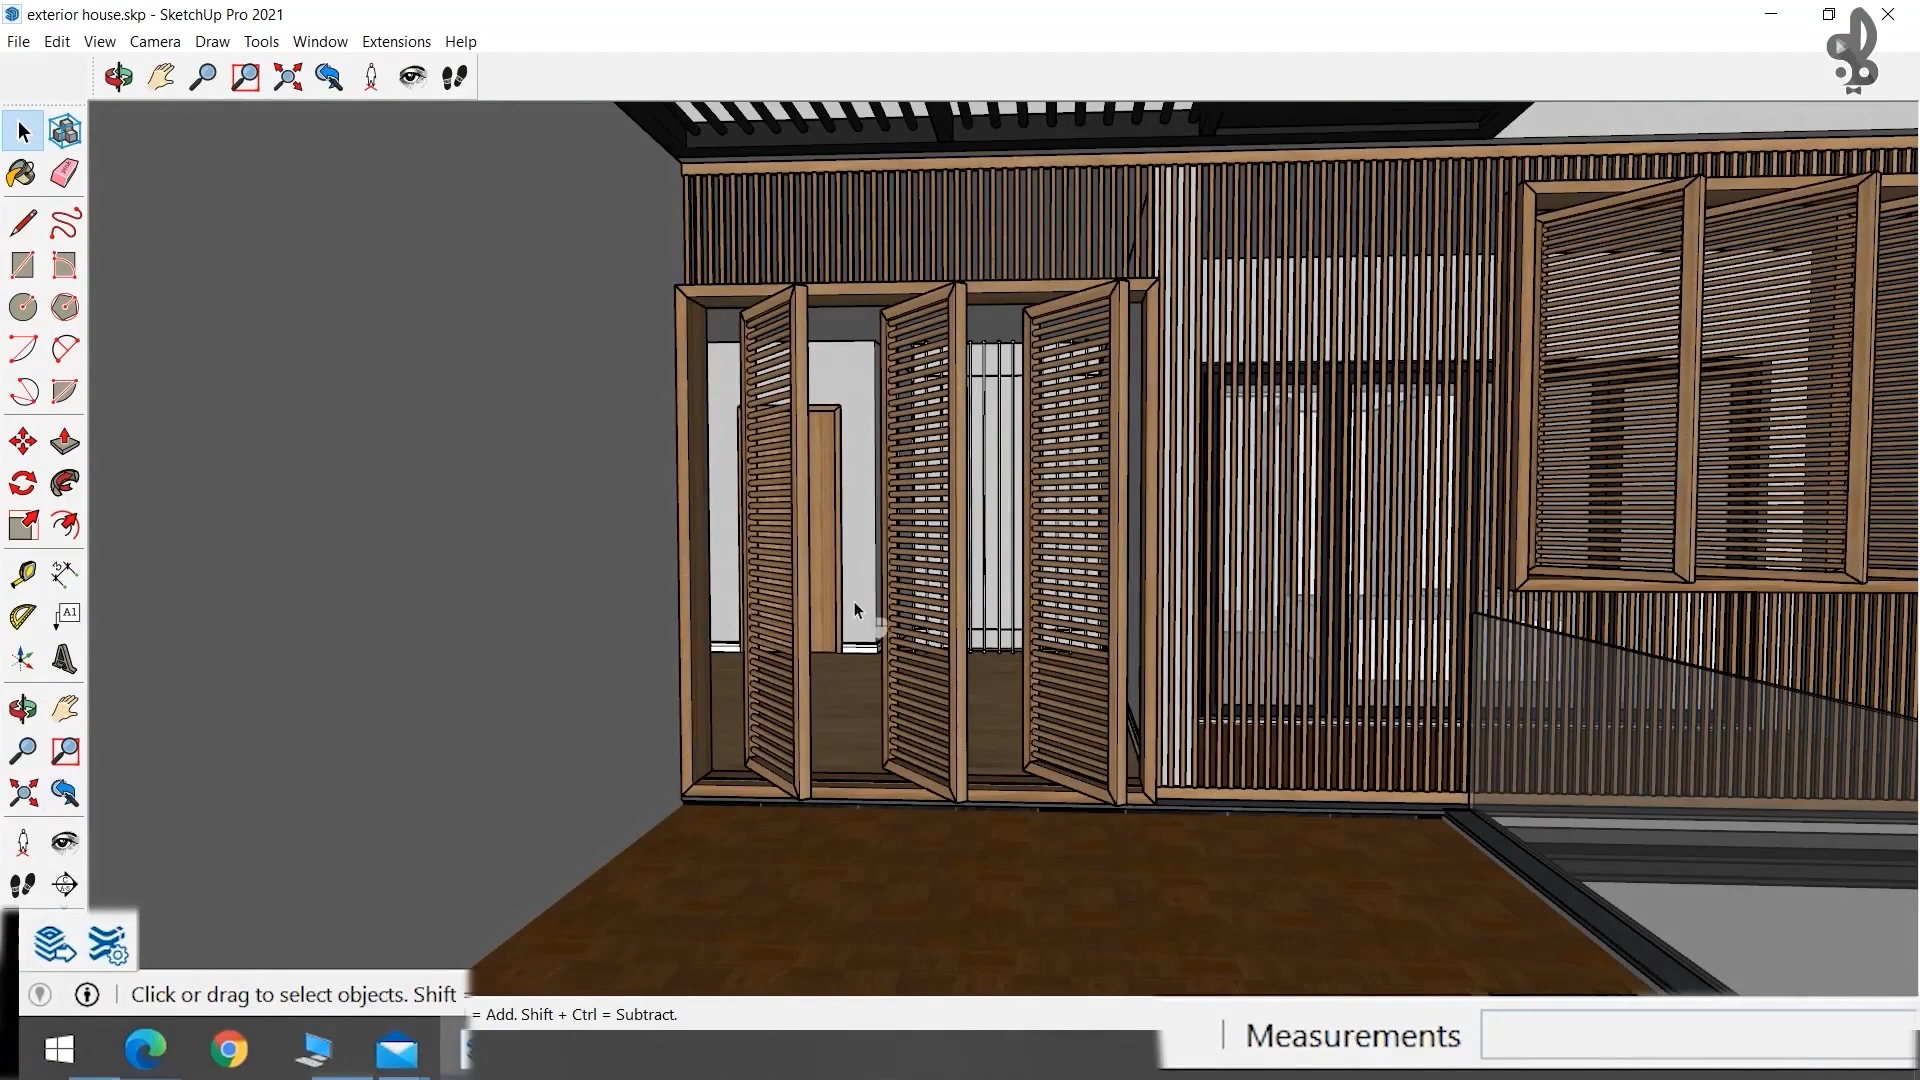 exterior house.skp - SketchUp Pro 2021
File Edit View Camera Draw Tools Window Extensions Help
A1
Click or drag to select objects. Shift =
= Add. Shift + Ctrl = Subtract.
Measurements